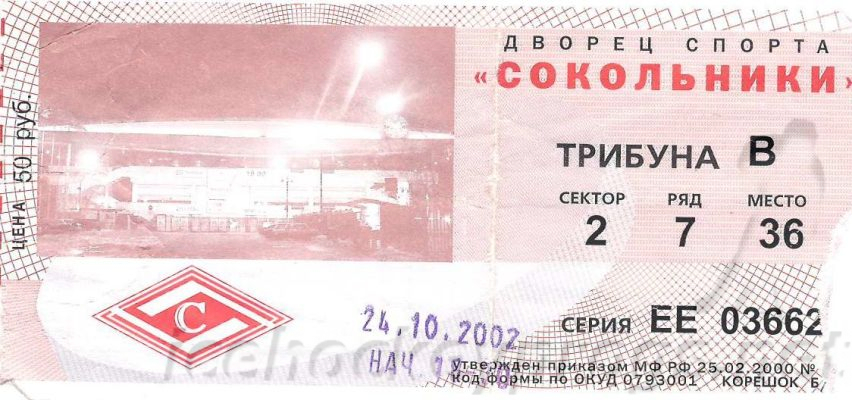 ЦЕНА 50 руб.
ДВОРЕЦ СПОРТА
«СОКОЛЬНИКИ»
ТРИБУНА В
СЕКТОР РЯД МЕСТО
2 7 36
С
24.10.2002
НАЧ.
СЕРИЯ ЕЕ 03662
утвержден приказом МФ РФ 25.02.2000 №
код формы по ОКУД 0793001 КОРЕШОК Б/